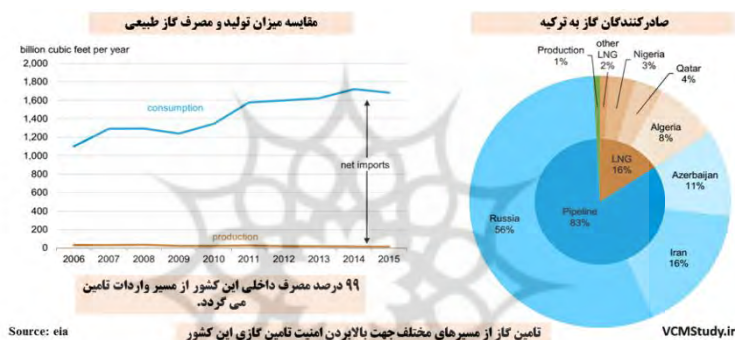 مقایسه میزان تولید و مصرف گاز طبیعی
صادرکنندگان گاز به ترکیه
billion cubic feet per year
2,000
1,800
1,600
1,400
1,200
1,000
800
600
400
200
0
consumption
net imports
production
2006 2007 2008 2009 2010 2011 2012 2013 2014 2015
Production
1%
other
LNG
2%
Nigeria
3%
Qatar
4%
Algeria
8%
LNG
16%
Azerbaijan
11%
Pipeline
83%
Russia
56%
Iran
16%
۹۹ درصد مصرف داخلی این کشور از مسیر واردات تامین
می گردد.
تامین گاز از مسیرهای مختلف جهت بالابردن امنیت تامین گازی این کشور
Source: eia
VCMStudy.ir